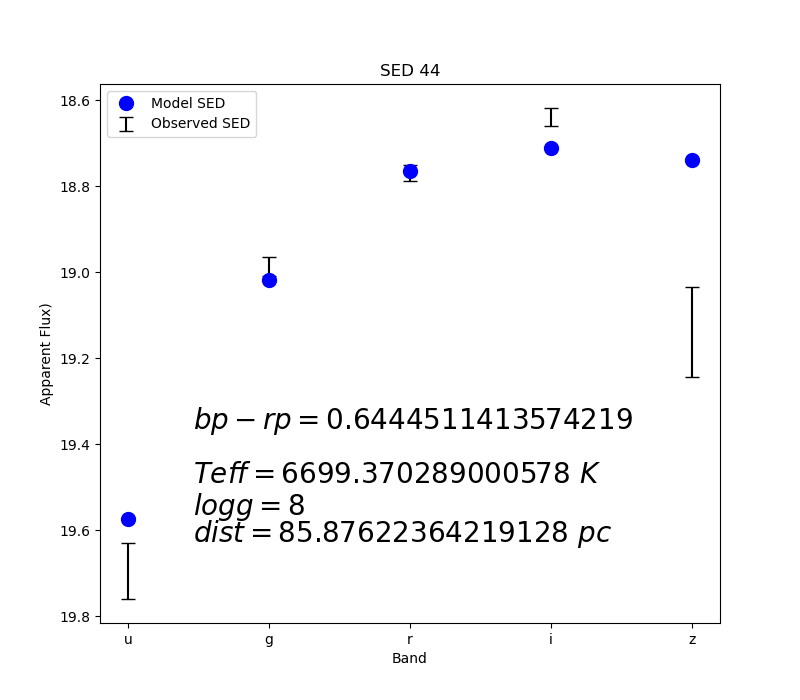 SED 44
Model SED
Observed SED
18.6
18.8
19.0
19.2
19.4
19.6
19.8
Apparent Flux)
bp − rp = 0.6444511413574219
Teff = 6699.370289000578 K
logg = 8
dist = 85.87622364219128 pc
u g r i z
Band